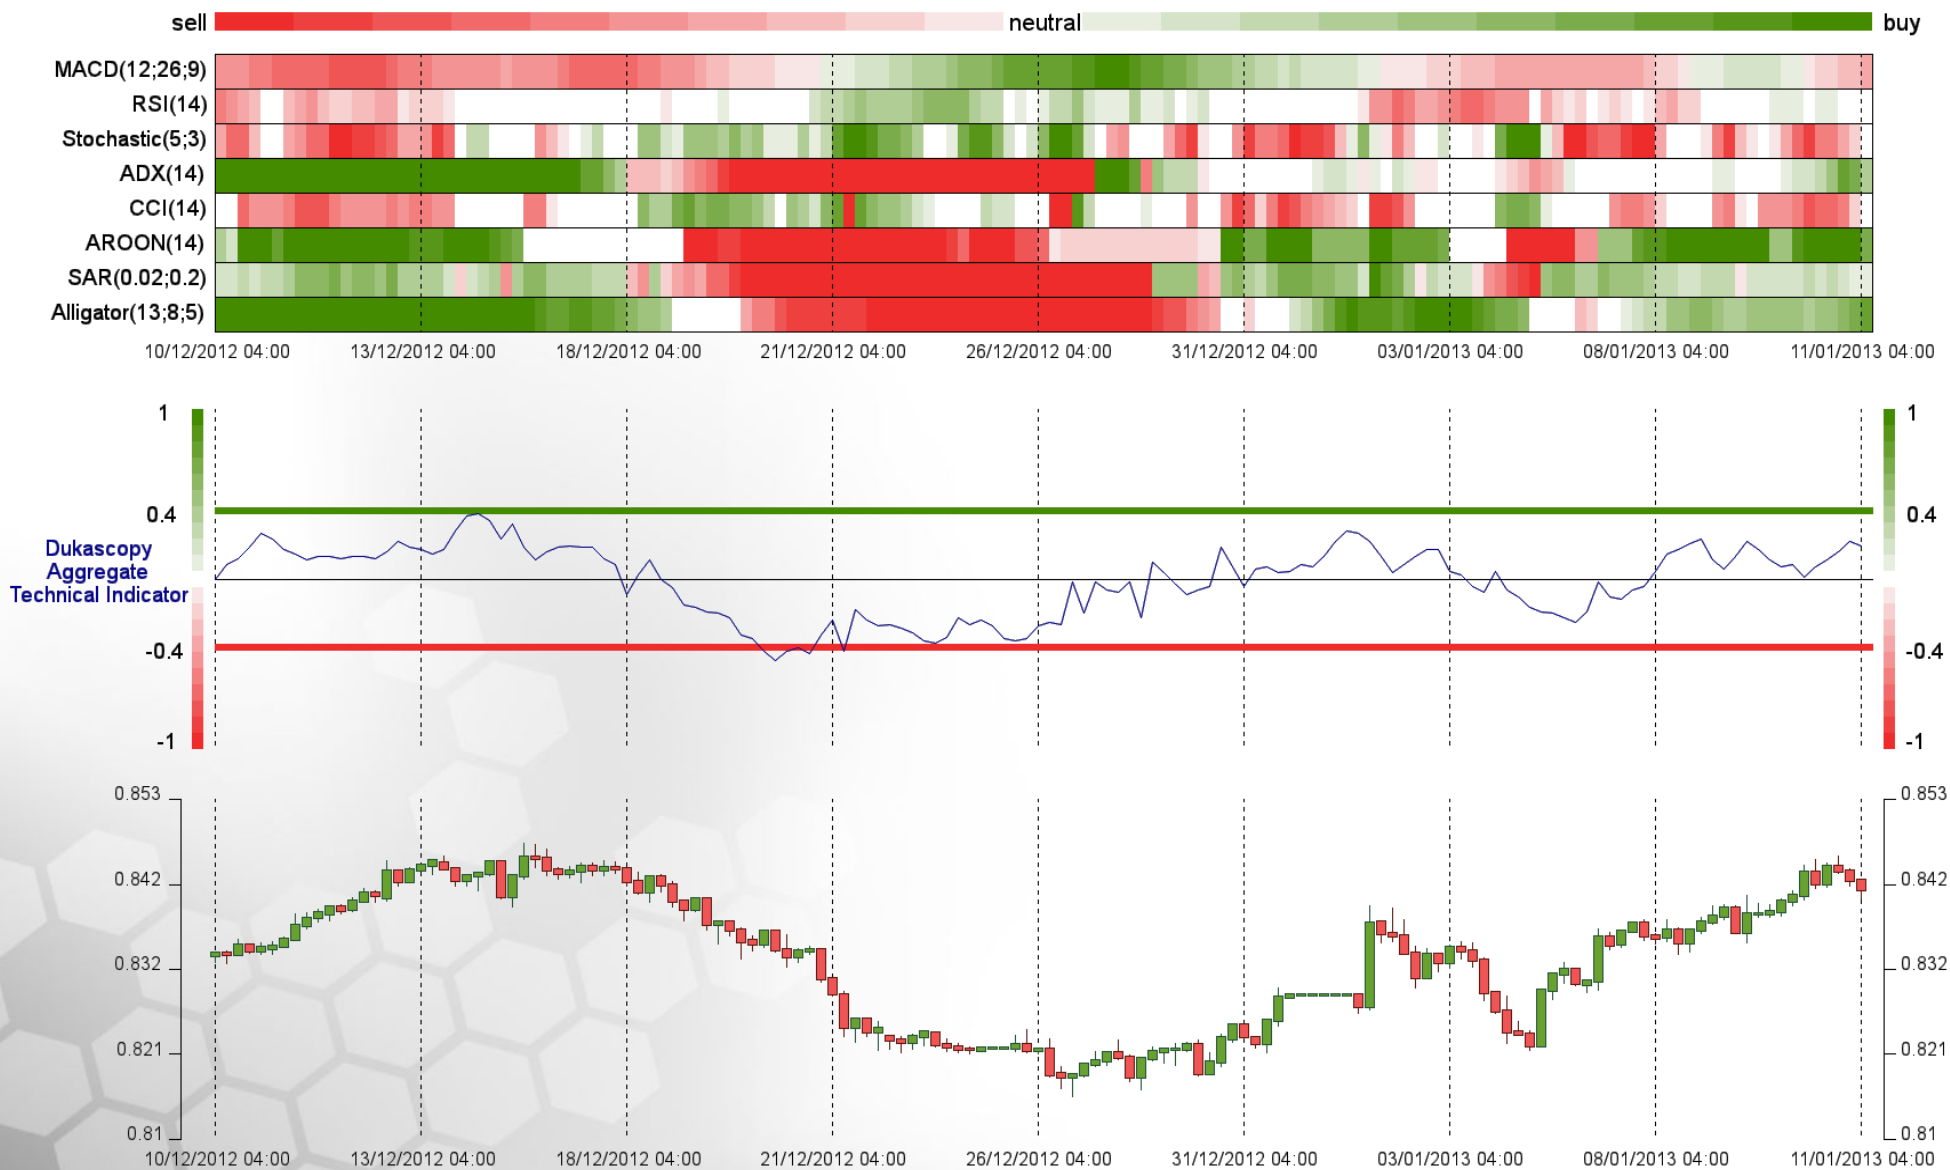 sell neutral buy
MACD(12;26;9)
RSI(14)
Stochastic(5;3)
ADX(14)
CCI(14)
AROON(14)
SAR(0.02;0.2)
Alligator(13;8;5)
10/12/2012 04:00 13/12/2012 04:00 18/12/2012 04:00 21/12/2012 04:00 26/12/2012 04:00 31/12/2012 04:00 03/01/2013 04:00 08/01/2013 04:00 11/01/2013 04:00
1 1
0.4 0.4
Dukascopy
Aggregate
Technical Indicator
-0.4 -0.4
-1 -1
0.853 0.853
0.842 0.842
0.832 0.832
0.821 0.821
0.81 0.81
10/12/2012 04:00 13/12/2012 04:00 18/12/2012 04:00 21/12/2012 04:00 26/12/2012 04:00 31/12/2012 04:00 03/01/2013 04:00 08/01/2013 04:00 11/01/2013 04:00